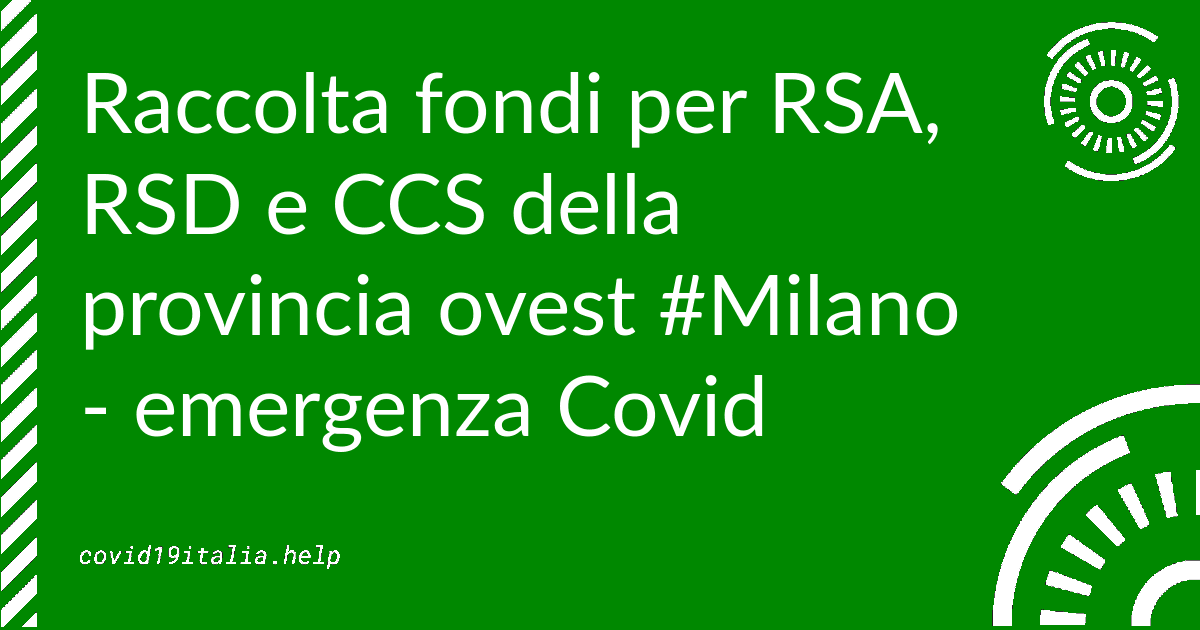 Raccolta fondi per RSA,
RSD e CCS della
provincia ovest #Milano
- emergenza Covid
covid19italia.help